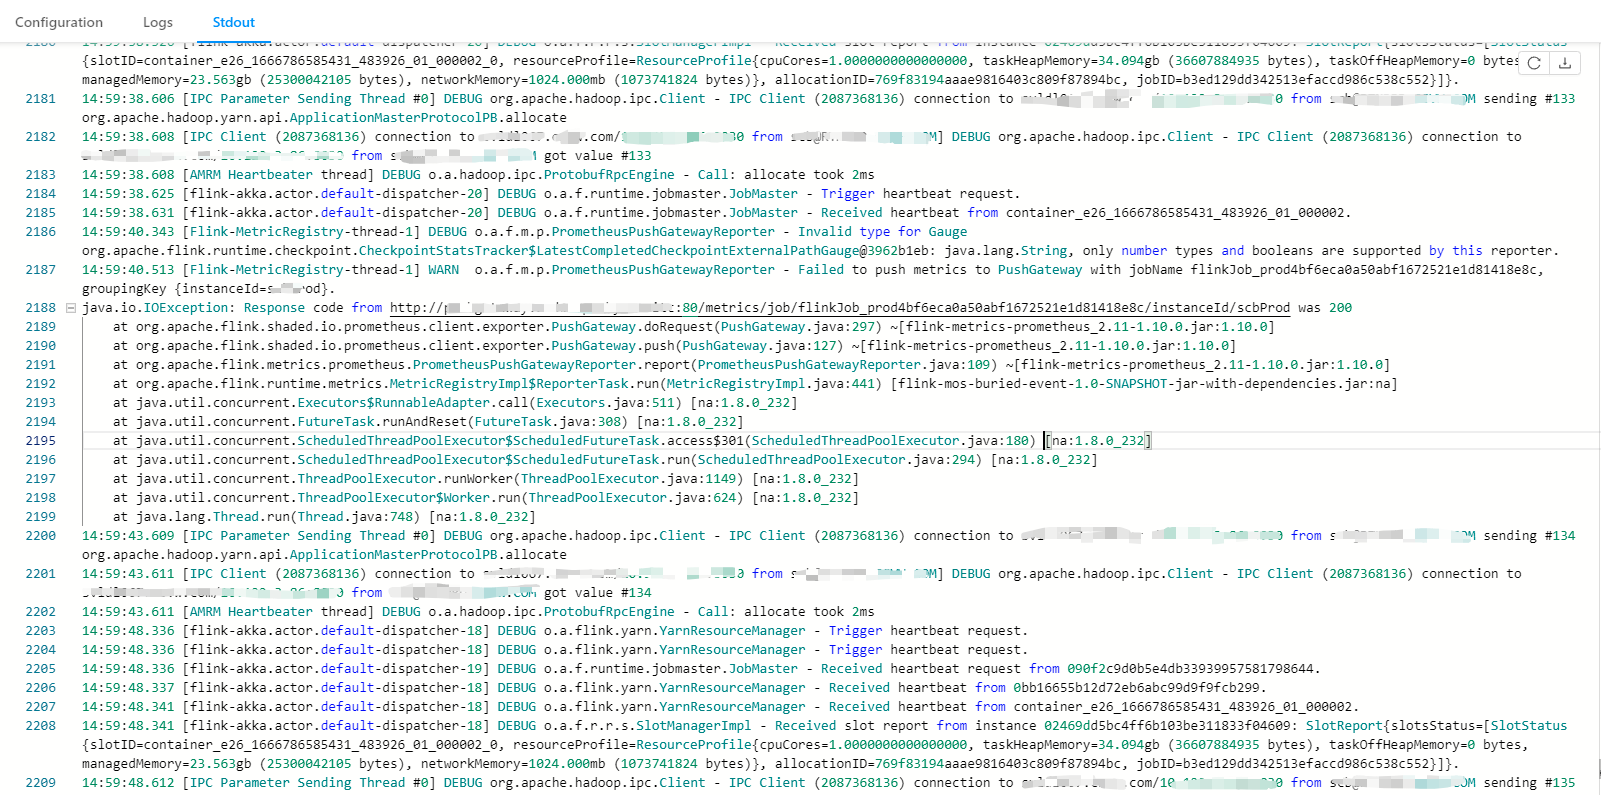 Configuration Logs Stdout
2180 14:59:38.526 [flink-akka.actor.default-dispatcher-20] DEBUG o.a.f.r.r.s.SlotManagerImpl - Received slot report from instance 02469dd5bc4ff6b103be311833f04609: SlotReport{slotsStatus=[SlotStatus
{slotID=container_e26_1666786585431_483926_01_000002_0, resourceProfile=ResourceProfile{cpuCores=1.0000000000000000, taskHeapMemory=34.094gb (36607884935 bytes), taskOffHeapMemory=0 bytes
managedMemory=23.563gb (25300042105 bytes), networkMemory=1024.000mb (1073741824 bytes)}, allocationID=769f83194aaae9816403c809f87894bc, jobID=b3ed129dd342513efaccd986c538c552}]}.
2181 14:59:38.606 [IPC Parameter Sending Thread #0] DEBUG org.apache.hadoop.ipc.Client - IPC Client (2087368136) connection to from sending #133
org.apache.hadoop.yarn.api.ApplicationMasterProtocolPB.allocate
2182 14:59:38.608 [IPC Client (2087368136) connection to from ] DEBUG org.apache.hadoop.ipc.Client - IPC Client (2087368136) connection to
from got value #133
2183 14:59:38.608 [AMRM Heartbeater thread] DEBUG o.a.hadoop.ipc.ProtobufRpcEngine - Call: allocate took 2ms
2184 14:59:38.625 [flink-akka.actor.default-dispatcher-20] DEBUG o.a.f.runtime.jobmaster.JobMaster - Trigger heartbeat request.
2185 14:59:38.631 [flink-akka.actor.default-dispatcher-20] DEBUG o.a.f.runtime.jobmaster.JobMaster - Received heartbeat from container_e26_1666786585431_483926_01_000002.
2186 14:59:40.343 [Flink-MetricRegistry-thread-1] DEBUG o.a.f.m.p.PrometheusPushGatewayReporter - Invalid type for Gauge
org.apache.flink.runtime.checkpoint.CheckpointStatsTracker$LatestCompletedCheckpointExternalPathGauge@3962b1eb: java.lang.String, only number types and booleans are supported by this reporter.
2187 14:59:40.513 [Flink-MetricRegistry-thread-1] WARN o.a.f.m.p.PrometheusPushGatewayReporter - Failed to push metrics to PushGateway with jobName flinkJob_prod4bf6eca0a50abf1672521e1d81418e8c,
groupingKey {instanceId= }.
2188 java.io.IOException: Response code from http:// :80/metrics/job/flinkJob_prod4bf6eca0a50abf1672521e1d81418e8c/instanceId/scbProd was 200
2189 at org.apache.flink.shaded.io.prometheus.client.exporter.PushGateway.doRequest(PushGateway.java:297) ~[flink-metrics-prometheus_2.11-1.10.0.jar:1.10.0]
2190 at org.apache.flink.shaded.io.prometheus.client.exporter.PushGateway.push(PushGateway.java:127) ~[flink-metrics-prometheus_2.11-1.10.0.jar:1.10.0]
2191 at org.apache.flink.metrics.prometheus.PrometheusPushGatewayReporter.report(PrometheusPushGatewayReporter.java:109) ~[flink-metrics-prometheus_2.11-1.10.0.jar:1.10.0]
2192 at org.apache.flink.runtime.metrics.MetricRegistryImpl$ReporterTask.run(MetricRegistryImpl.java:441) [flink-mos-buried-event-1.0-SNAPSHOT-jar-with-dependencies.jar:na]
2193 at java.util.concurrent.Executors$RunnableAdapter.call(Executors.java:511) [na:1.8.0_232]
2194 at java.util.concurrent.FutureTask.runAndReset(FutureTask.java:308) [na:1.8.0_232]
2195 at java.util.concurrent.ScheduledThreadPoolExecutor$ScheduledFutureTask.access$301(ScheduledThreadPoolExecutor.java:180) [na:1.8.0_232]
2196 at java.util.concurrent.ScheduledThreadPoolExecutor$ScheduledFutureTask.run(ScheduledThreadPoolExecutor.java:294) [na:1.8.0_232]
2197 at java.util.concurrent.ThreadPoolExecutor.runWorker(ThreadPoolExecutor.java:1149) [na:1.8.0_232]
2198 at java.util.concurrent.ThreadPoolExecutor$Worker.run(ThreadPoolExecutor.java:624) [na:1.8.0_232]
2199 at java.lang.Thread.run(Thread.java:748) [na:1.8.0_232]
2200 14:59:43.609 [IPC Parameter Sending Thread #0] DEBUG org.apache.hadoop.ipc.Client - IPC Client (2087368136) connection to from sending #134
org.apache.hadoop.yarn.api.ApplicationMasterProtocolPB.allocate
2201 14:59:43.611 [IPC Client (2087368136) connection to from ] DEBUG org.apache.hadoop.ipc.Client - IPC Client (2087368136) connection to
from got value #134
2202 14:59:43.611 [AMRM Heartbeater thread] DEBUG o.a.hadoop.ipc.ProtobufRpcEngine - Call: allocate took 2ms
2203 14:59:48.336 [flink-akka.actor.default-dispatcher-18] DEBUG o.a.flink.yarn.YarnResourceManager - Trigger heartbeat request.
2204 14:59:48.336 [flink-akka.actor.default-dispatcher-18] DEBUG o.a.flink.yarn.YarnResourceManager - Trigger heartbeat request.
2205 14:59:48.336 [flink-akka.actor.default-dispatcher-19] DEBUG o.a.f.runtime.jobmaster.JobMaster - Received heartbeat request from 090f2c9d0b5e4db33939957581798644.
2206 14:59:48.337 [flink-akka.actor.default-dispatcher-18] DEBUG o.a.flink.yarn.YarnResourceManager - Received heartbeat from 0bb16655b12d72eb6abc99d9f9fcb299.
2207 14:59:48.341 [flink-akka.actor.default-dispatcher-18] DEBUG o.a.flink.yarn.YarnResourceManager - Received heartbeat from container_e26_1666786585431_483926_01_000002.
2208 14:59:48.341 [flink-akka.actor.default-dispatcher-18] DEBUG o.a.f.r.r.s.SlotManagerImpl - Received slot report from instance 02469dd5bc4ff6b103be311833f04609: SlotReport{slotsStatus=[SlotStatus
{slotID=container_e26_1666786585431_483926_01_000002_0, resourceProfile=ResourceProfile{cpuCores=1.0000000000000000, taskHeapMemory=34.094gb (36607884935 bytes), taskOffHeapMemory=0 bytes,
managedMemory=23.563gb (25300042105 bytes), networkMemory=1024.000mb (1073741824 bytes)}, allocationID=769f83194aaae9816403c809f87894bc, jobID=b3ed129dd342513efaccd986c538c552}]}.
2209 14:59:48.612 [IPC Parameter Sending Thread #0] DEBUG org.apache.hadoop.ipc.Client - IPC Client (2087368136) connection to from sending #135